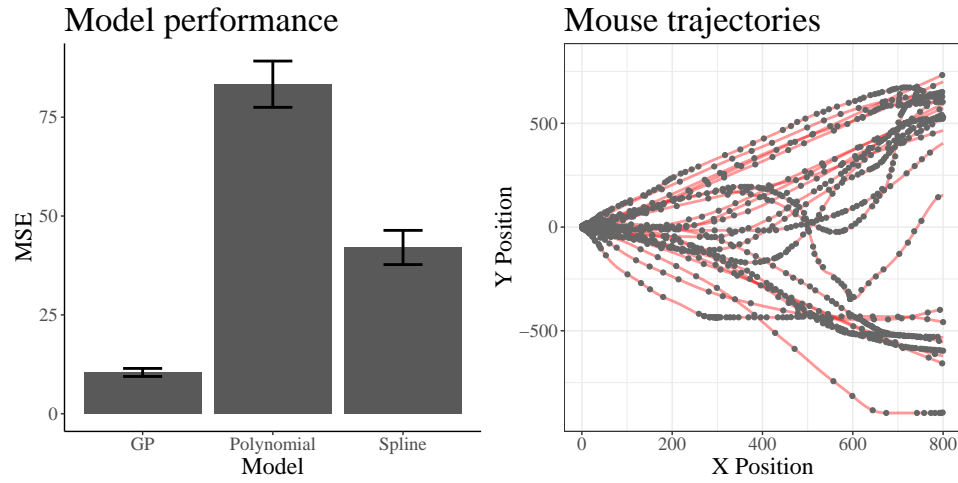 Model performance
75
50
25
0
MSE
GP Polynomial Spline
Model
Mouse trajectories
500
0
−500
Y Position
0 200 400 600 800
X Position